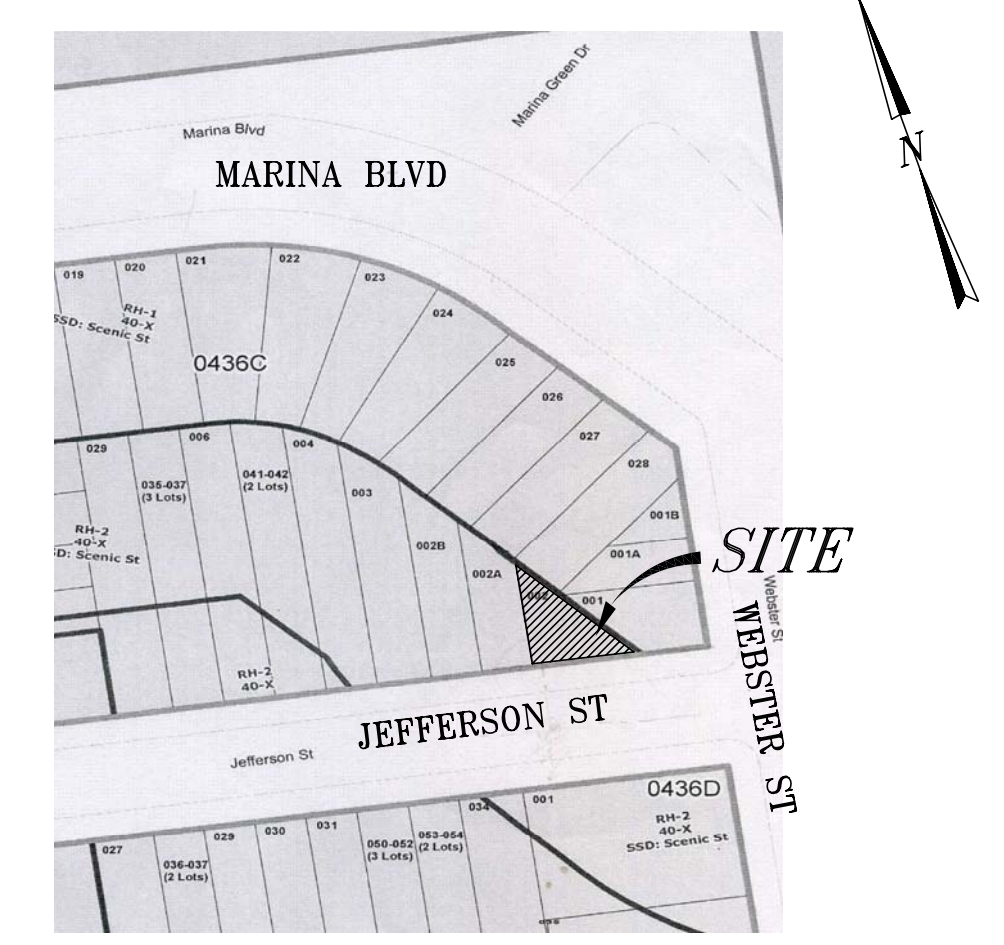 Marina Green Dr
Marina Blvd
MARINA BLVD
N
019
020
021
022
023
024
025
026
027
028
001B
001A
001
RH-1
40-X
SSD: Scenic St
0436C
029
006
004
035-037
(3 Lots)
041-042
(2 Lots)
003
002B
002A
002
RH-2
40-X
D: Scenic St
SITE
Webster St
WEBSTER ST
RH-2
40-X
JEFFERSON ST
Jefferson St
027
036-037
(2 Lots)
029
030
031
050-052
(3 Lots)
053-054
(2 Lots)
034
001
0436D
RH-2
40-X
SSD: Scenic St